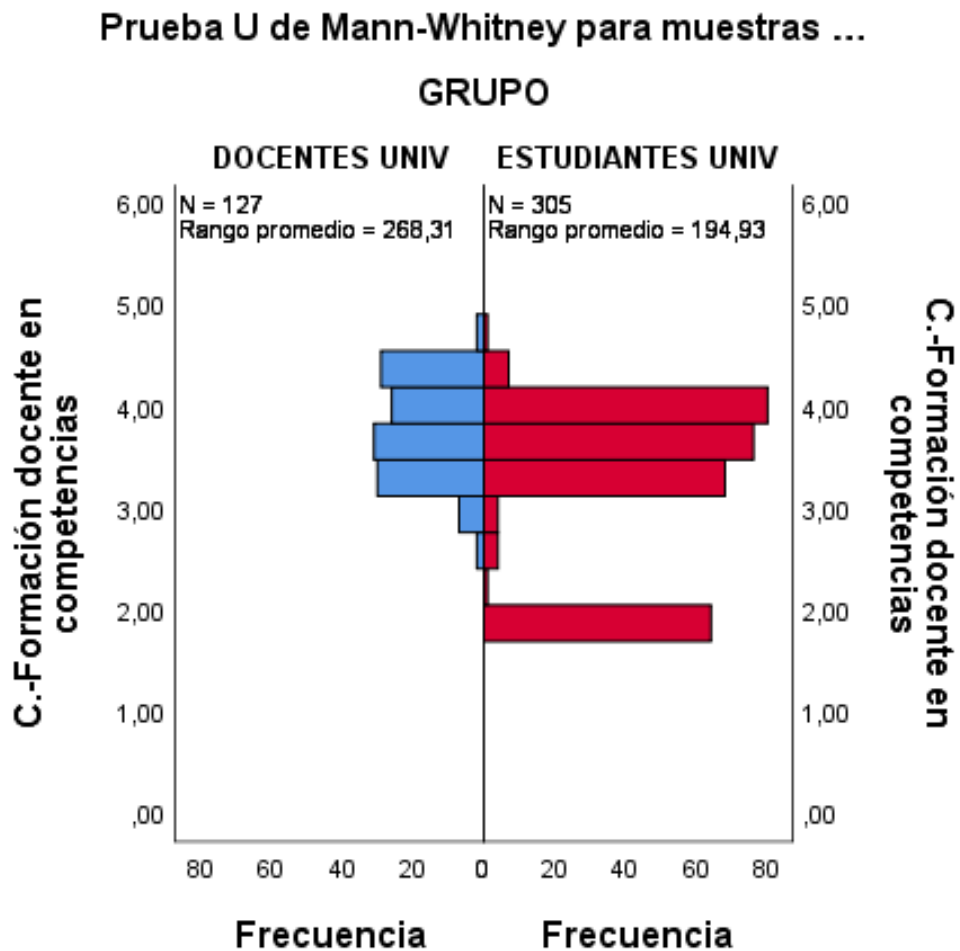 Prueba U de Mann-Whitney para muestras ...
GRUPO
DOCENTES UNIV
ESTUDIANTES UNIV
N = 127
Rango promedio = 268,31
N = 305
Rango promedio = 194,93
C.-Formación docente en
competencias
6,00
5,00
4,00
3,00
2,00
1,00
,00
6,00
5,00
4,00
3,00
2,00
1,00
,00
C.-Formación docente en
competencias
80 60 40 20 0 20 40 60 80
Frecuencia
Frecuencia